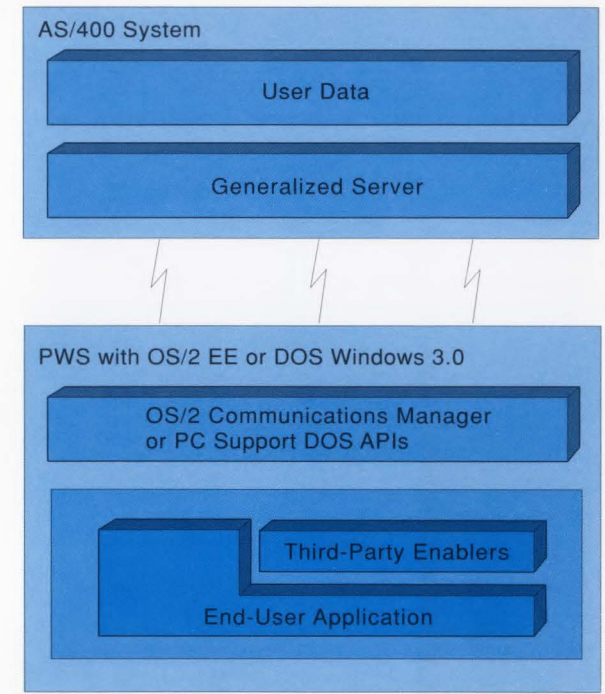 AS/400 System
User Data
Generalized Server
PWS with OS/2 EE or DOS Windows 3.0
OS/2 Communications Manager
or PC Support DOS APIs
Third-Party Enablers
End-User Application